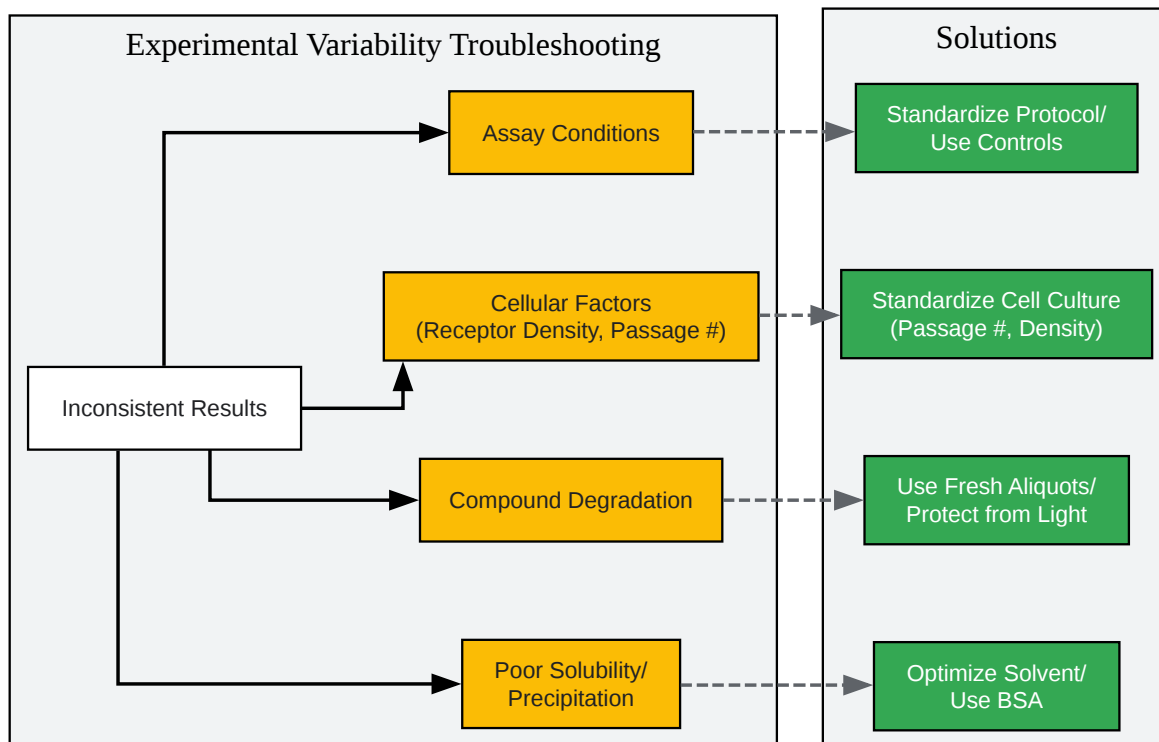 Experimental Variability Troubleshooting
Solutions
Assay Conditions
Standardize Protocol/
Use Controls
Cellular Factors
(Receptor Density, Passage #)
Standardize Cell Culture
(Passage #, Density)
Inconsistent Results
Compound Degradation
Use Fresh Aliquots/
Protect from Light
Poor Solubility/
Precipitation
Optimize Solvent/
Use BSA